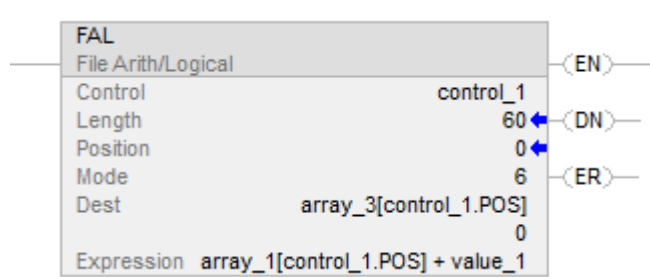 FAL
File Arith/Logical
EN
Control control_1
Length 60
DN
Position 0
Mode 6
ER
Dest array_3[control_1.POS]
0
Expression array_1[control_1.POS] + value_1